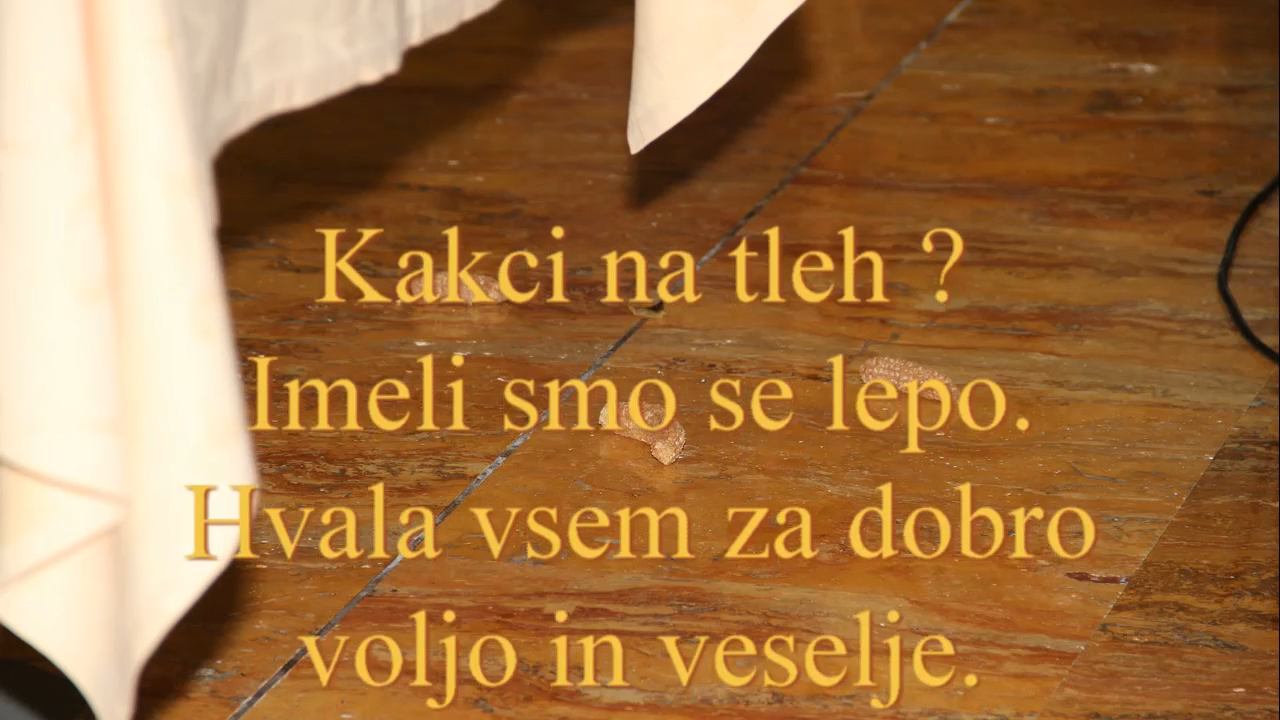 Kakci na tleh ?
Imeli smo se lepo.
Hvala vsem za dobro
voljo in veselje.